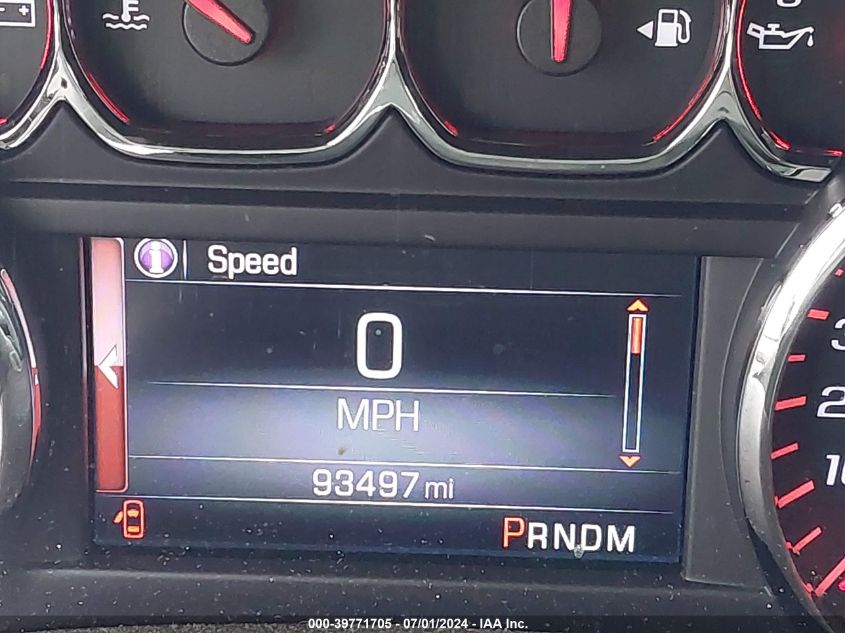 Speed
0
MPH
93497 mi
PRNDM
000-39771705 - 07/01/2024 - IAA Inc.